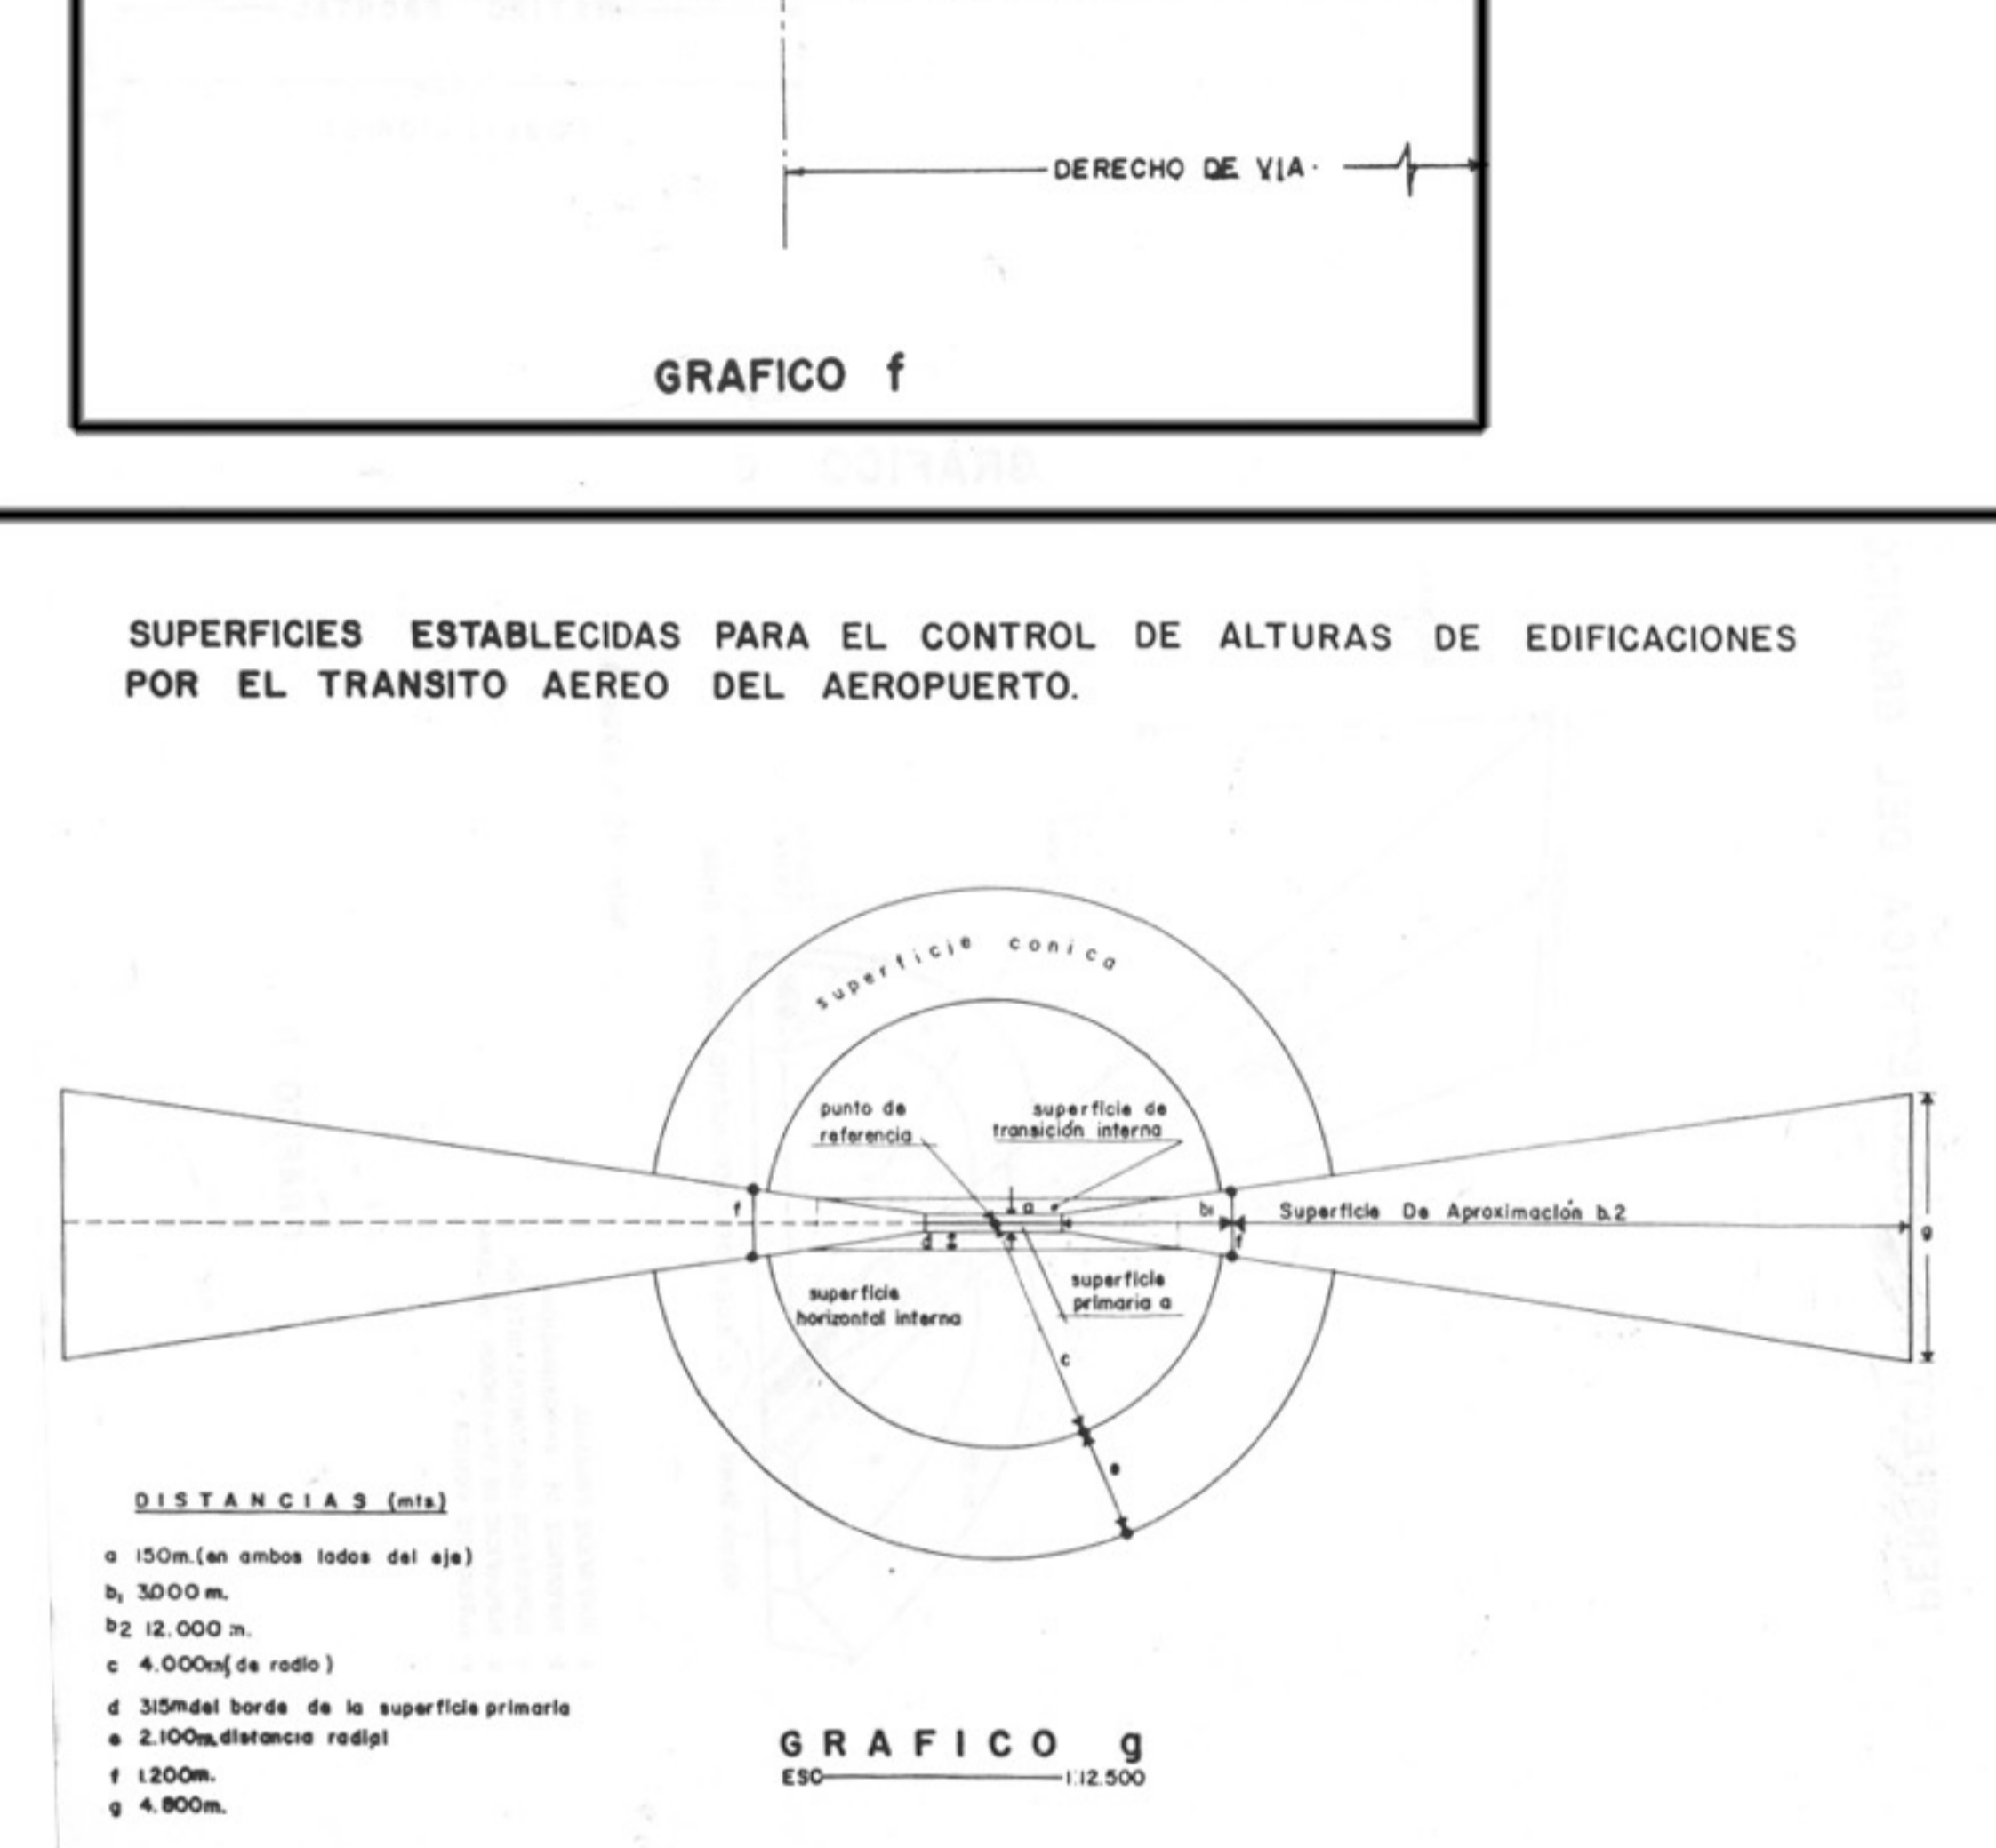 DERECHO DE VIA
GRAFICO f
SUPERFICIES ESTABLECIDAS PARA EL CONTROL DE ALTURAS DE EDIFICACIONES
POR EL TRANSITO AEREO DEL AEROPUERTO.
superficie conica
punto de
referencia
superficie de
transición interna
a
b1
f
Superficie De Aproximación b.2
g
d
f
superficie
horizontal interna
superficie
primaria a
c
e
DISTANCIAS (mts.)
a 150m.(en ambos lados del eje)
b1 3.000 m.
b2 12.000 m.
c 4.000m(de radio)
d 315m del borde de la superficie primaria
e 2.100m.distancia radial
f 1.200m.
g 4.800m.
GRAFICO g
ESC 1:12.500